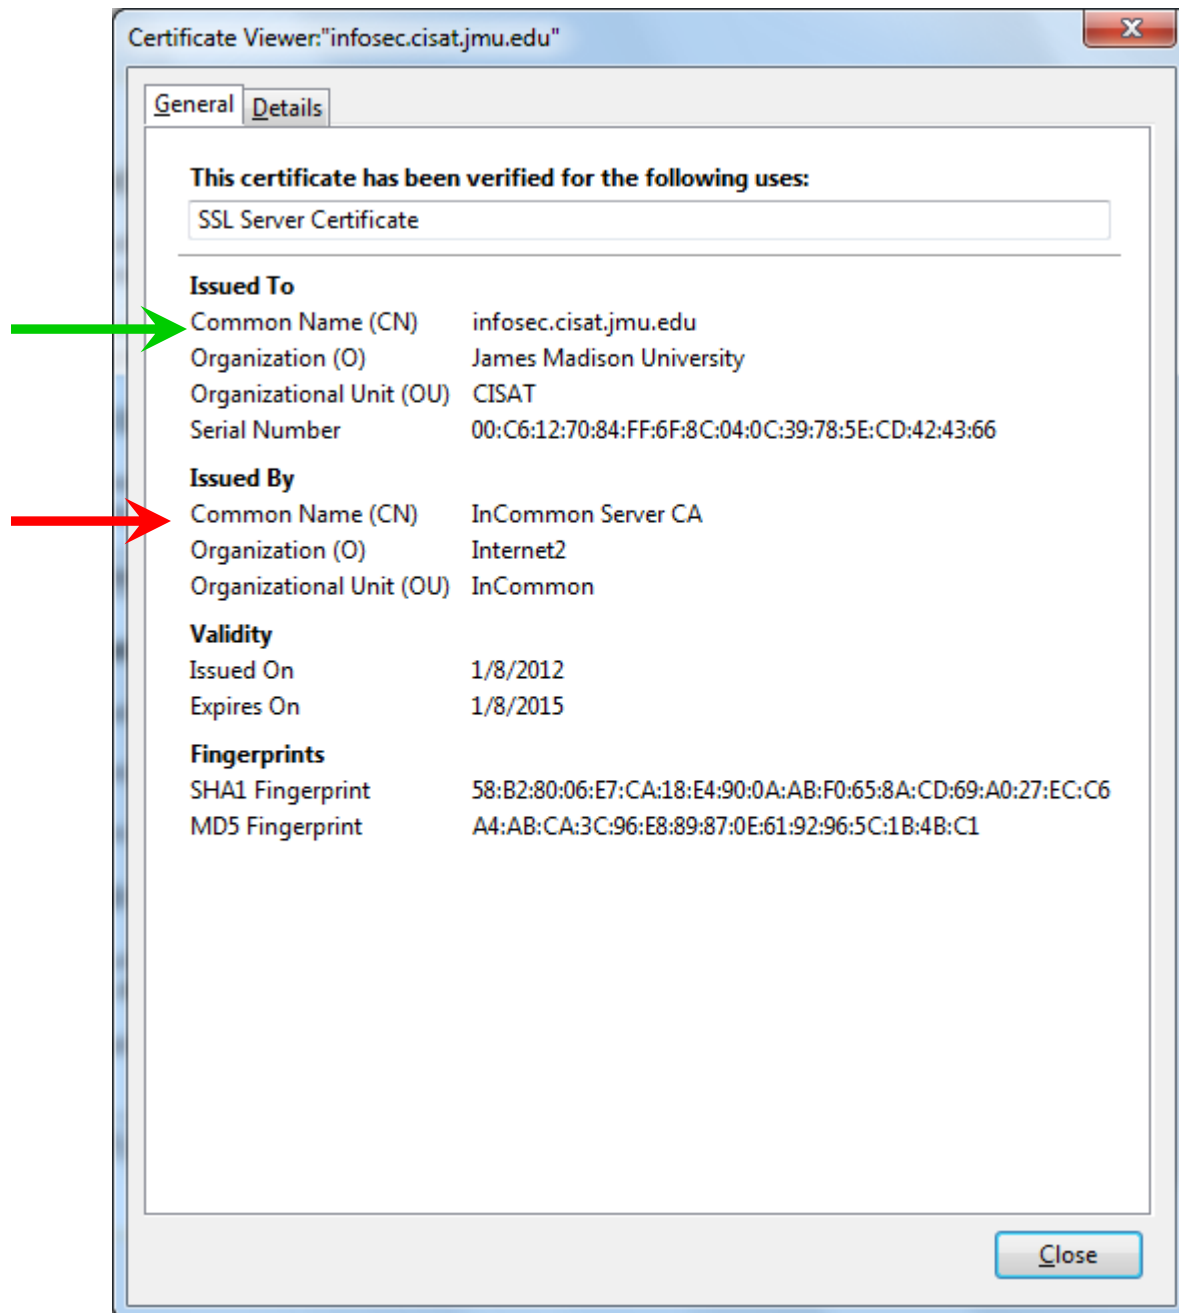 Certificate Viewer:"infosec.cisat.jmu.edu"
X
General Details
This certificate has been verified for the following uses:
SSL Server Certificate
Issued To
Common Name (CN) infosec.cisat.jmu.edu
Organization (O) James Madison University
Organizational Unit (OU) CISAT
Serial Number 00:C6:12:70:84:FF:6F:8C:04:0C:39:78:5E:CD:42:43:66
Issued By
Common Name (CN) InCommon Server CA
Organization (O) Internet2
Organizational Unit (OU) InCommon
Validity
Issued On 1/8/2012
Expires On 1/8/2015
Fingerprints
SHA1 Fingerprint 58:B2:80:06:E7:CA:18:E4:90:0A:AB:F0:65:8A:CD:69:A0:27:EC:C6
MD5 Fingerprint A4:AB:CA:3C:96:E8:89:87:0E:61:92:96:5C:1B:4B:C1
Close